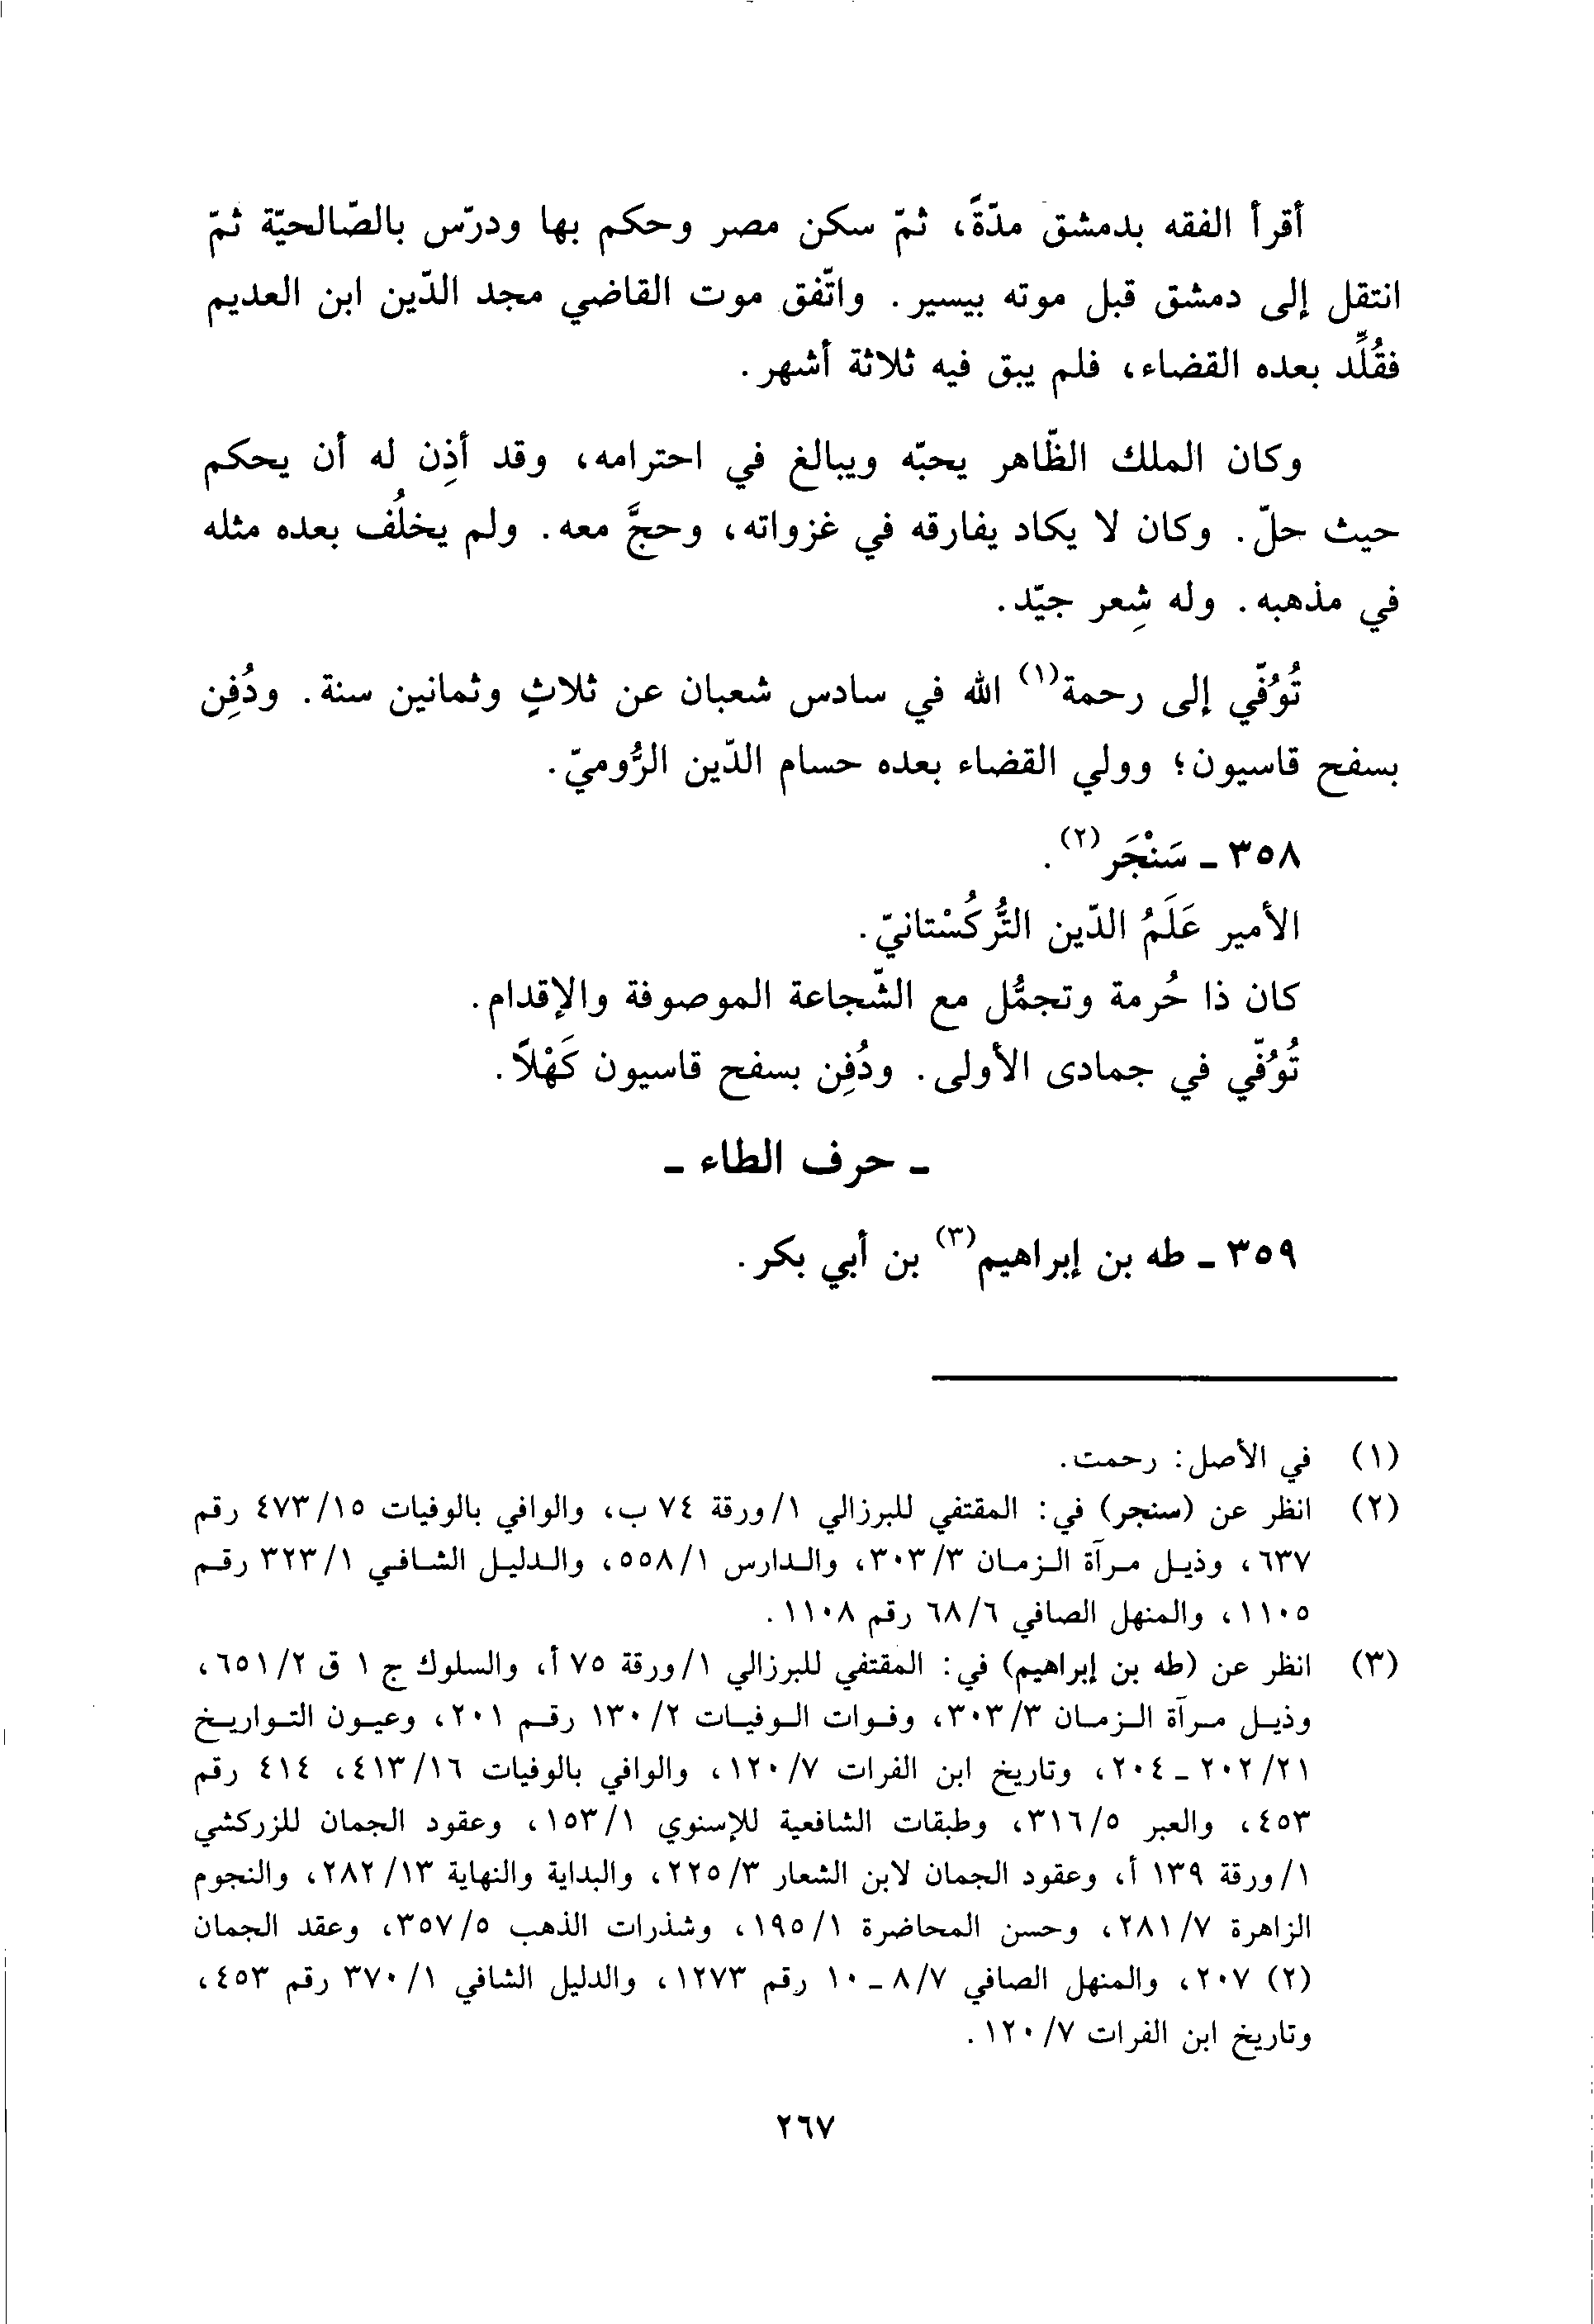 أقرأ الفقه بدمشق مدّةً، ثمّ سكن مصر وحكم بها ودرّس بالصّالحيّة ثمّ
انتقل إلى دمشق قبل موته بيسير. واتّفق موت القاضي مجد الدّين ابن العديم
فقُلِّد بعده القضاء، فلم يبق فيه ثلاثة أشهر.
وكان الملك الظّاهر يحبّه ويبالغ في احترامه، وقد أذِن له أن يحكم
حيث حلّ. وكان لا يكاد يفارقه في غزواته، وحجَّ معه. ولم يخلُف بعده مثله
في مذهبه. وله شِعر جيّد.
تُوُفّي إلى رحمة(١) الله في سادس شعبان عن ثلاثٍ وثمانين سنة. ودُفِن
بسفح قاسيون؛ وولي القضاء بعده حسام الدّين الرُّوميّ.
٣٥٨ - سَنْجَر(٢).
الأمير عَلَمُ الدّين التُّركُسْتانيّ.
كان ذا حُرمة وتجمُّل مع الشّجاعة الموصوفة والإقدام.
تُوُفّي في جمادى الأولى. ودُفِن بسفح قاسيون كَهْلاً.
- حرف الطاء -
٣٥٩ - طه بن إبراهيم(٣) بن أبي بكر.
(١) في الأصل: رحمت.
(٢) انظر عن (سنجر) في: المقتفي للبرزالي ١/ورقة ٧٤ ب، والوافي بالوفيات ٤٧٣/١٥ رقم
٦٣٧، وذيل مرآة الزمان ٣٠٣/٣، والدارس ٥٥٨/١، والدليل الشافي ٣٢٣/١ رقم
١١٠٥، والمنهل الصافي ٦٨/٦ رقم ١١٠٨.
(٣) انظر عن (طه بن إبراهيم) في: المقتفي للبرزالي ١/ورقة ٧٥ أ، والسلوك ج ١ ق ٦٥١/٢،
وذيل مرآة الزمان ٣٠٣/٣، وفوات الوفيات ١٣٠/٢ رقم ٢٠١، وعيون التواريخ
٢٠٢/٢١ - ٢٠٤، وتاريخ ابن الفرات ١٢٠/٧، والوافي بالوفيات ٤١٣/١٦، ٤١٤ رقم
٤٥٣، والعبر ٣١٦/٥، وطبقات الشافعية للإسنوي ١٥٣/١، وعقود الجمان للزركشي
١/ورقة ١٣٩ أ، وعقود الجمان لابن الشعار ٢٢٥/٣، والبداية والنهاية ٢٨٢/١٣، والنجوم
الزاهرة ٢٨١/٧، وحسن المحاضرة ١٩٥/١، وشذرات الذهب ٣٥٧/٥، وعقد الجمان
(٢) ٢٠٧، والمنهل الصافي ٨/٧ - ١٠ رقم ١٢٧٣، والدليل الشافي ٣٧٠/١ رقم ٤٥٣،
وتاريخ ابن الفرات ١٢٠/٧.
٢٦٧